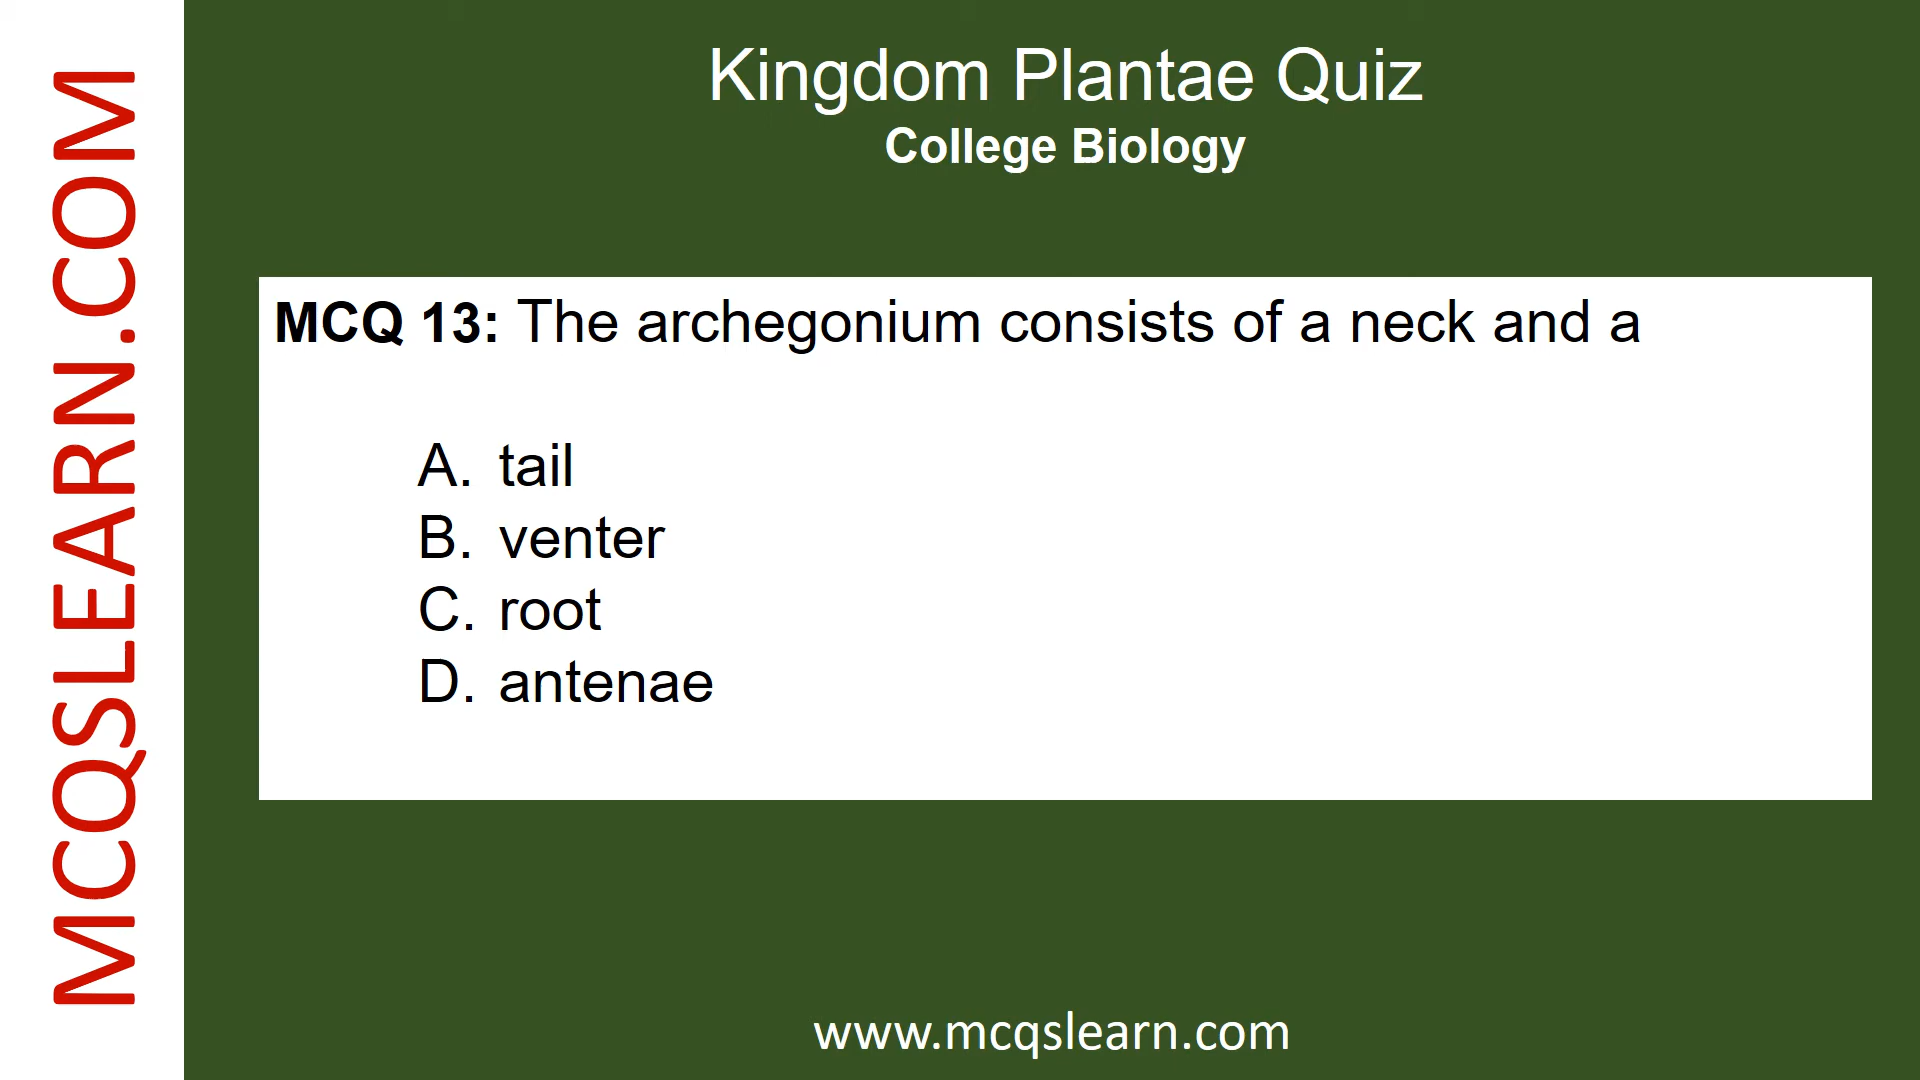 MCQSLEARN.COM
Kingdom Plantae Quiz
College Biology
MCQ 13: The archegonium consists of a neck and a
A. tail
B. venter
C. root
D. antenae
www.mcqslearn.com